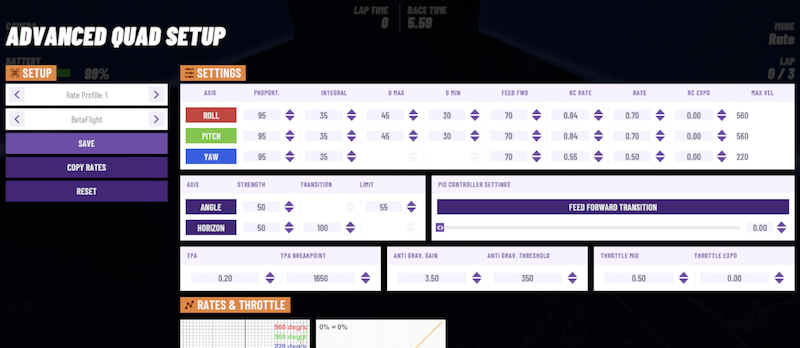 LAP TIME RACE TIME
0 5.59
CAMERA MODE
ADVANCED QUAD SETUP Rate
BATTERY LAP
99% 0 / 3
SETUP
Rate Profile: 1
BetaFlight
SAVE
COPY RATES
RESET
SETTINGS
AXIS PROPORT. INTEGRAL D MAX D MIN FEED FWD RC RATE RATE RC EXPO MAX VEL
ROLL 95 35 45 30 70 0.84 0.70 0.00 560
PITCH 95 35 45 30 70 0.84 0.70 0.00 560
YAW 95 35 70 0.55 0.50 0.00 220
AXIS STRENGTH TRANSITION LIMIT
ANGLE 50 55
HORIZON 50 100
PID CONTROLLER SETTINGS
FEED FORWARD TRANSITION
0.00
TPA TPA BREAKPOINT ANTI GRAV. GAIN ANTI GRAV. THRESHOLD THROTTLE MID THROTTLE EXPO
0.20 1650 3.50 350 0.50 0.00
RATES & THROTTLE
560 deg/s 0% = 0%
560 deg/s
220 deg/s